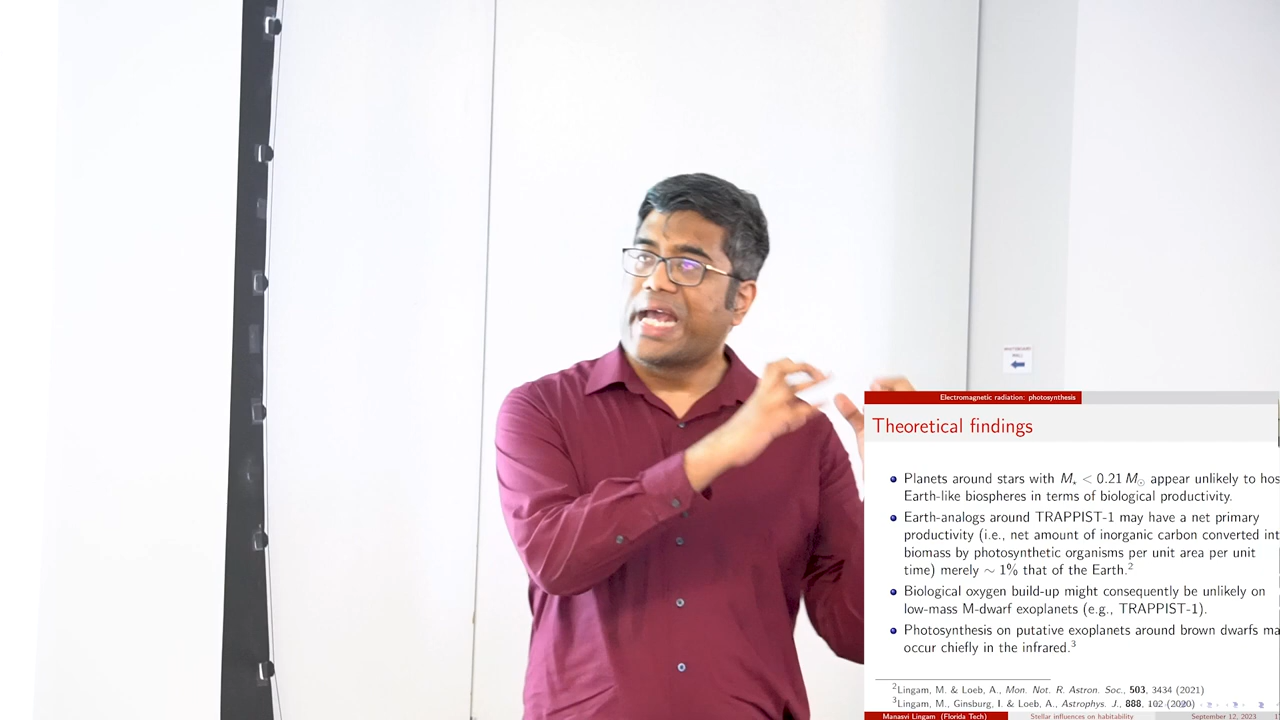 WALL
Electromagnetic radiation: photosynthesis
Theoretical findings
Planets around stars with M⋆ < 0.21 M☉ appear unlikely to hos
Earth-like biospheres in terms of biological productivity.
Earth-analogs around TRAPPIST-1 may have a net primary
productivity (i.e., net amount of inorganic carbon converted int
biomass by photosynthetic organisms per unit area per unit
time) merely ∼ 1% that of the Earth.²
Biological oxygen build-up might consequently be unlikely on
low-mass M-dwarf exoplanets (e.g., TRAPPIST-1).
Photosynthesis on putative exoplanets around brown dwarfs ma
occur chiefly in the infrared.³
²Lingam, M. & Loeb, A., Mon. Not. R. Astron. Soc., 503, 3434 (2021)
³Lingam, M., Ginsburg, I. & Loeb, A., Astrophys. J., 888, 102 (2020)
Manasvi Lingam (Florida Tech) Stellar influences on habitability September 12, 2023